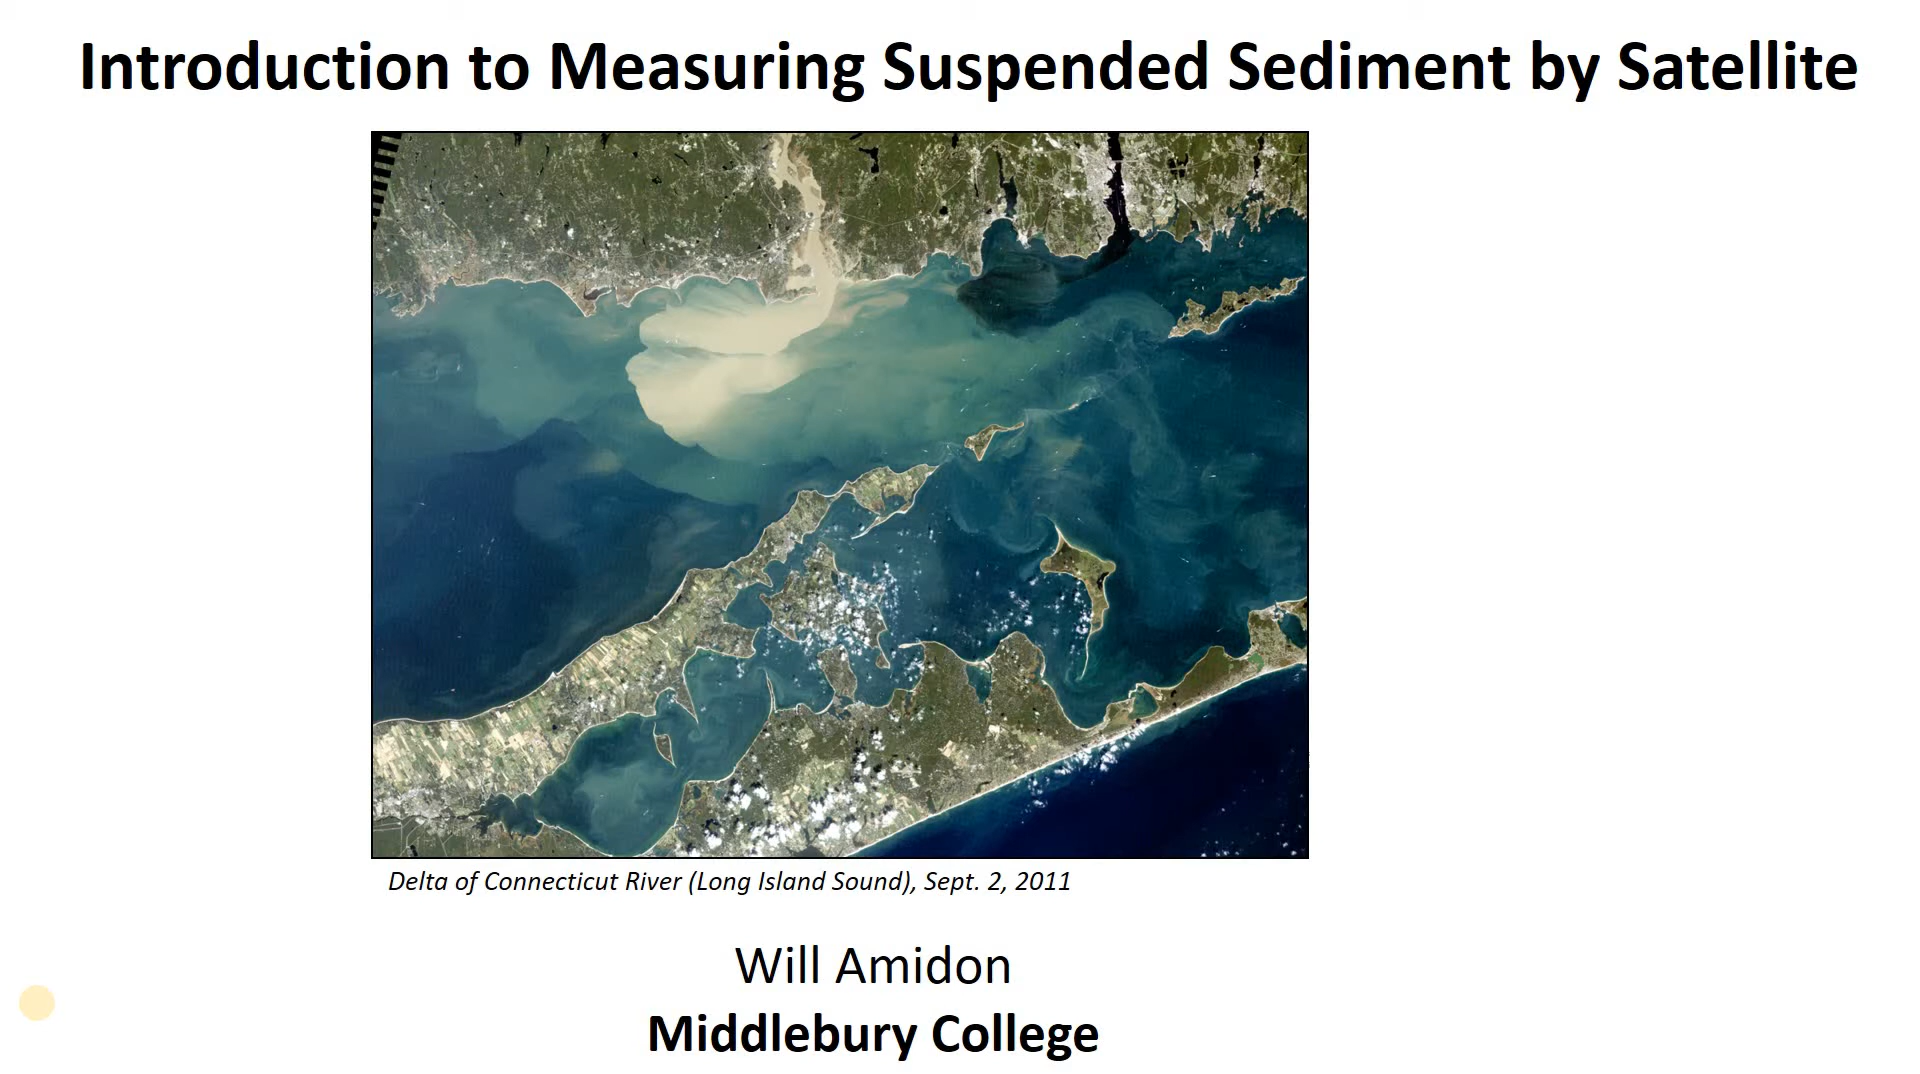 Introduction to Measuring Suspended Sediment by Satellite
Delta of Connecticut River (Long Island Sound), Sept. 2, 2011
Will Amidon
Middlebury College